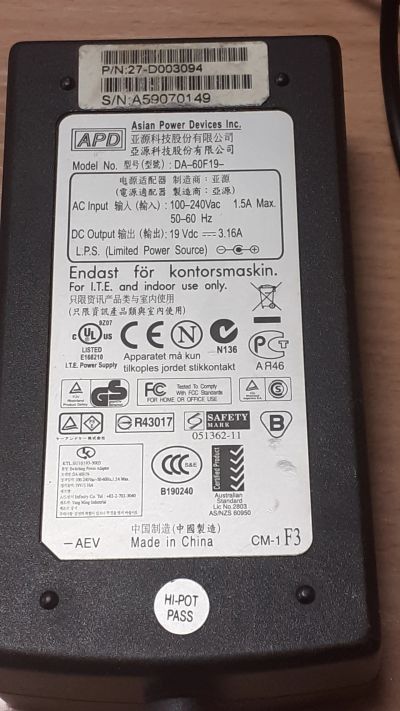 P/N:27-D003094
S/N:A59070149
APD
Asian Power Devices Inc.
亚源科技股份有限公司
亞源科技股份有限公司
Model No. 型号(型號) : DA-60F19-
电源适配器 制造商：亚源
(電源適配器 製造商：亞源)
AC Input 输入 (輸入) : 100-240Vac 1.5A Max.
50-60 Hz
DC Output 输出 (輸出): 19 Vdc 3.16A
L.P.S. (Limited Power Source)
Endast för kontorsmaskin.
For I.T.E. and indoor use only.
只限资讯产品类与室内使用
(只限資訊產品類與室內使用)
9Z07
C UL US
LISTED
E168210
I.T.E. Power Supply
CE
N
N136
Apparatet må kun
tilkoples jordet stikkontakt
PC
A R46
GS
FC
Tested To Comply
With FCC Standards
FOR HOME OR OFFICE USE
S
R43017
SAFETY
MARK
051362-11
B
CCC S&E
B190240
Certified Product
Australian
Standard
Lic No.2803
AS/NZS 60950
中国制造 (中國製造)
-AEV
Made in China
CM-1 F3
HI-POT
PASS